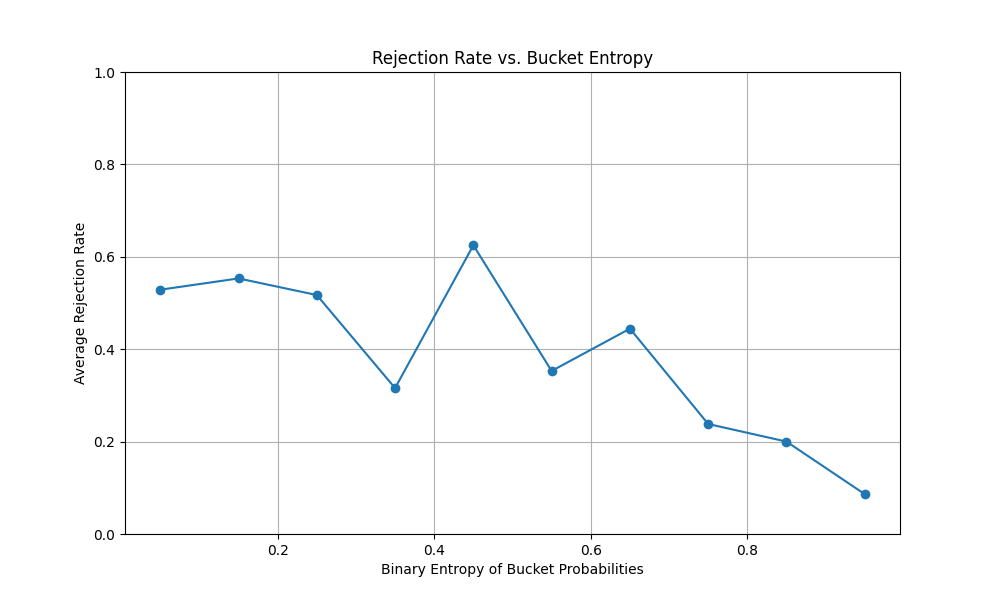 Rejection Rate vs. Bucket Entropy
1.0
0.8
0.6
0.4
0.2
0.0
Average Rejection Rate
0.2 0.4 0.6 0.8
Binary Entropy of Bucket Probabilities